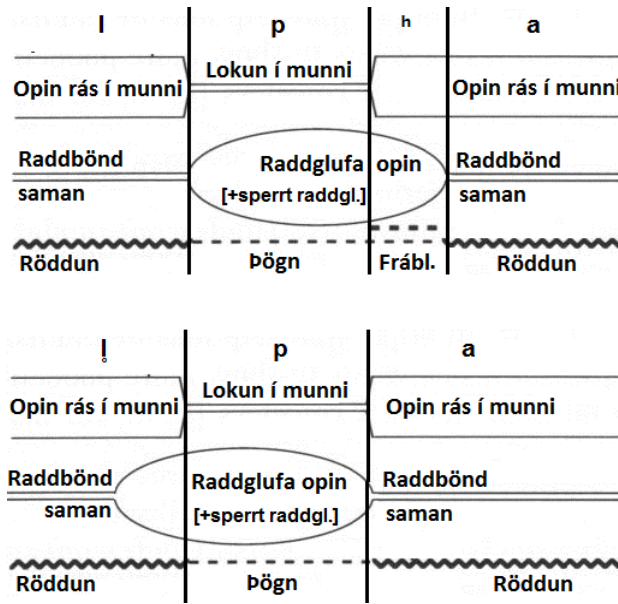 l p h a
Opin rás í munni Lokun í munni Opin rás í munni
Raddbönd Raddglufa opin Raddbönd
saman [+sperrt raddgl.] saman
Röddun Þögn Frábl. Röddun
l̥ p a
Opin rás í munni Lokun í munni Opin rás í munni
Raddbönd Raddglufa opin Raddbönd
saman [+sperrt raddgl.] saman
Röddun Þögn Röddun